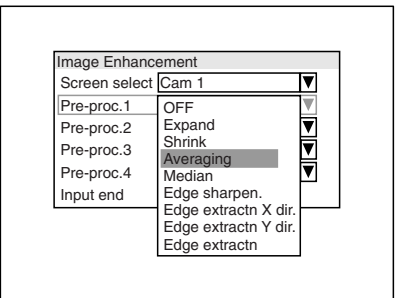 Image Enhancement
Screen select Cam 1
Pre-proc.1
Pre-proc.2
Pre-proc.3
Pre-proc.4
Input end
OFF
Expand
Shrink
Averaging
Median
Edge sharpen.
Edge extractn X dir.
Edge extractn Y dir.
Edge extractn